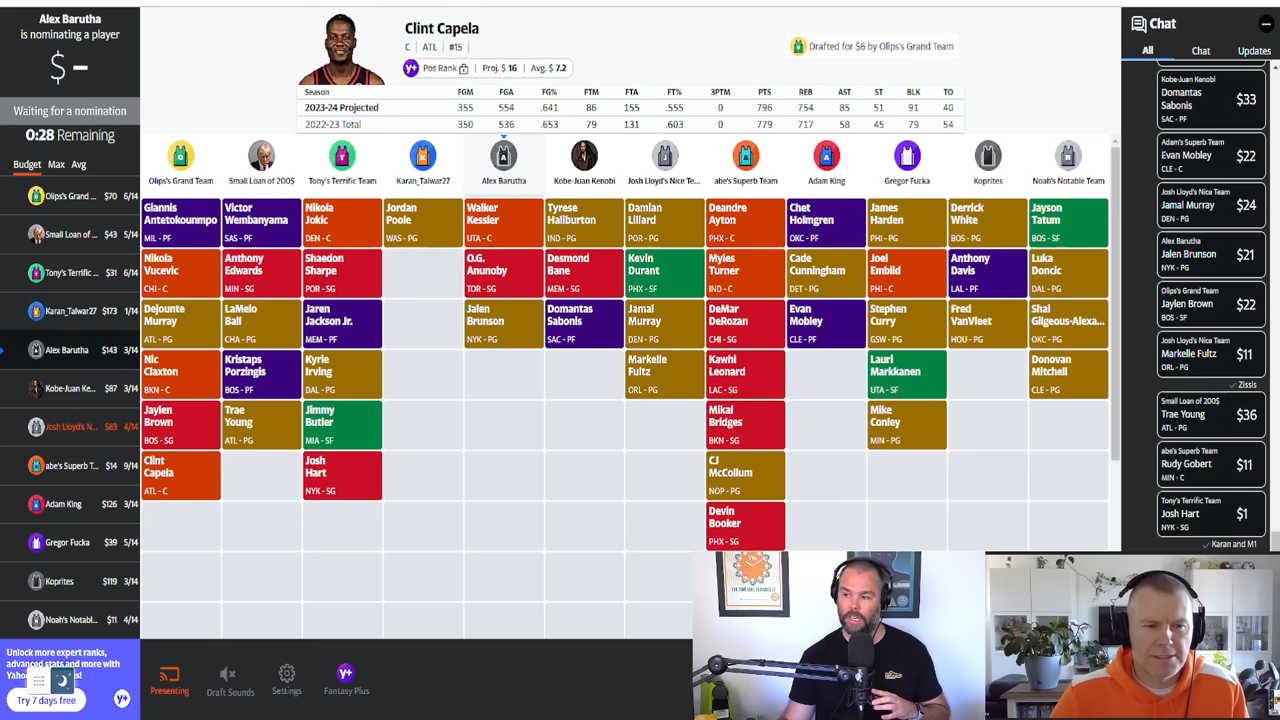 Alex Barutha
is nominating a player
$ –
Waiting for a nomination
0:28 Remaining
Budget Max Avg
Olips's Grand ... $70 6/14
Small Loan of ... $43 5/14
Tony's Terrific ... $31 6/14
Karan_Talwar27 $173 1/14
Alex Barutha $143 3/14
Kobe-Juan Ke... $87 3/14
Josh Lloyd's N... $83 4/14
abe's Superb T... $14 9/14
Adam King $126 3/14
Gregor Fucka $39 5/14
Koprites $119 3/14
Noah's Notabl... $11 4/14
Unlock more expert ranks,
advanced stats and more with
Try 7 days free
y+
Clint Capela
C ATL #15
y+ Pos Rank Proj. $ 16 Avg. $ 7.2
Drafted for $6 by Olips's Grand Team
Season FGM FGA FG% FTM FTA FT% 3PTM PTS REB AST ST BLK TO
2023-24 Projected 355 554 .641 86 155 .555 0 796 754 85 51 91 40
2022-23 Total 350 536 .653 79 131 .603 0 779 717 58 45 79 54
Olips's Grand Team Small Loan of 200$ Tony's Terrific Team Karan_Talwar27 Alex Barutha Kobe-Juan Kenobi Josh Lloyd's Nice Te... abe's Superb Team Adam King Gregor Fucka Koprites Noah's Notable Team
Giannis Victor Nikola Jordan Walker Tyrese Damian Deandre Chet James Derrick Jayson
Antetokounmpo Wembanyama Jokic Poole Kessler Haliburton Lillard Ayton Holmgren Harden White Tatum
MIL - PF SAS - PF DEN - C WAS - PG UTA - C IND - PG POR - PG PHX - C OKC - PF PHI - PG BOS - PG BOS - SF
Nikola Anthony Shaedon O.G. Desmond Kevin Myles Cade Joel Anthony Luka
Vucevic Edwards Sharpe Anunoby Bane Durant Turner Cunningham Embiid Davis Doncic
CHI - C MIN - SG POR - SG TOR - SG MEM - SG PHX - SF IND - C DET - PG PHI - C LAL - PF DAL - PG
Dejounte LaMelo Jaren Jalen Domantas Jamal DeMar Evan Stephen Fred Shai
Murray Ball Jackson Jr. Brunson Sabonis Murray DeRozan Mobley Curry VanVleet Gilgeous-Alexa...
ATL - PG CHA - PG MEM - PF NYK - PG SAC - PF DEN - PG CHI - SG CLE - PF GSW - PG HOU - PG OKC - PG
Nic Kristaps Kyrie Markelle Kawhi Lauri Donovan
Claxton Porzingis Irving Fultz Leonard Markkanen Mitchell
BKN - C BOS - PF DAL - PG ORL - PG LAC - SG UTA - SF CLE - PG
Jaylen Trae Jimmy Mikal Mike
Brown Young Butler Bridges Conley
BOS - SG ATL - PG MIA - SF BKN - SG MIN - PG
Clint Josh CJ
Capela Hart McCollum
ATL - C NYK - SG NOP - PG
Devin
Booker
PHX - SG
Presenting Draft Sounds Settings Fantasy Plus
Chat
All Chat Updates
Kobe-Juan Kenobi
Domantas
Sabonis
SAC - PF
$33
Adam's Superb Team
Evan Mobley
CLE - C
$22
Josh Lloyd's Nice Team
Jamal Murray
DEN - PG
$24
Alex Barutha
Jalen Brunson
NYK - PG
$21
Olips's Grand Team
Jaylen Brown
BOS - SF
$22
Josh Lloyd's Nice Team
Markelle Fultz
ORL - PG
$11
Zissis
Small Loan of 200$
Trae Young
ATL - PG
$36
abe's Superb Team
Rudy Gobert
MIN - C
$11
Tony's Terrific Team
Josh Hart
NYK - SG
$1
Karan and M1